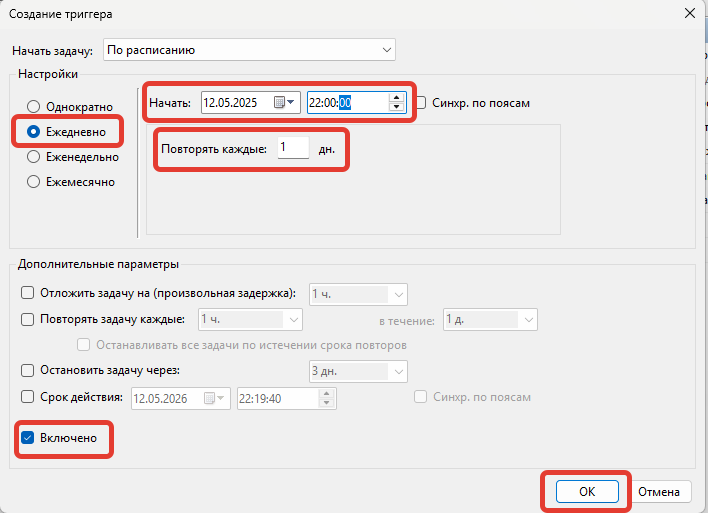 Создание триггера
Начать задачу: По расписанию
Настройки
Однократно
Ежедневно
Еженедельно
Ежемесячно
Начать: 12.05.2025 22:00:00 Синхр. по поясам
Повторять каждые: 1 дн.
Дополнительные параметры
Отложить задачу на (произвольная задержка): 1 ч.
Повторять задачу каждые: 1 ч. в течение: 1 д.
Останавливать все задачи по истечении срока повторов
Остановить задачу через: 3 дн.
Срок действия: 12.05.2026 22:19:40 Синхр. по поясам
Включено
ОК Отмена